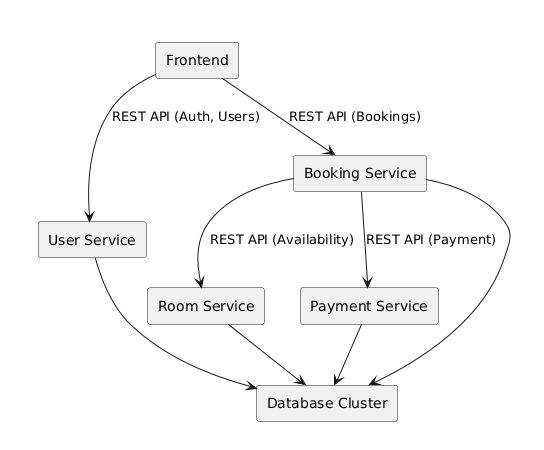 Frontend
REST API (Auth, Users)
REST API (Bookings)
Booking Service
User Service
REST API (Availability)
REST API (Payment)
Room Service
Payment Service
Database Cluster